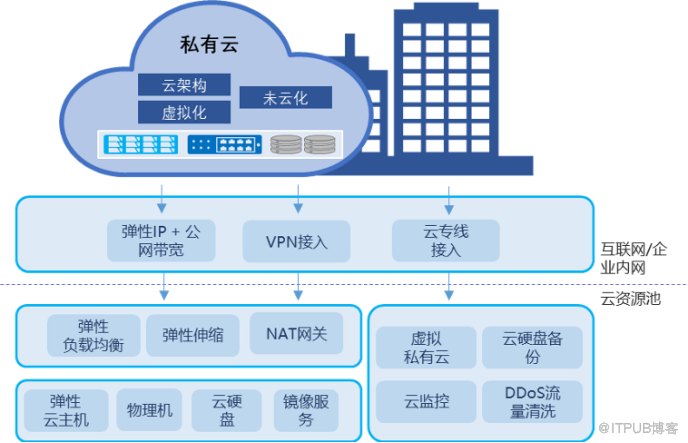 私有云
云架构
未云化
虚拟化
弹性IP + 公
网带宽
VPN接入
云专线
接入
互联网/企
业内网
云资源池
弹性
负载均衡
弹性伸缩
NAT网关
虚拟
私有云
云硬盘备
份
弹性
云主机
物理机
云硬
盘
镜像服
务
云监控
DDoS流
量清洗
@ITPUB博客